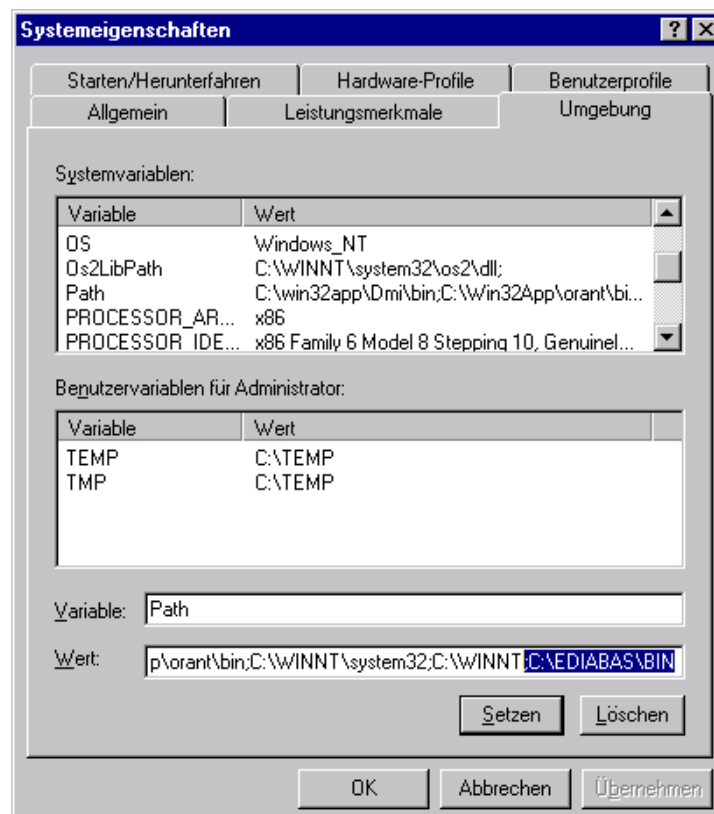 Systemeigenschaften
Starten/Herunterfahren Hardware-Profile Benutzerprofile
Allgemein Leistungsmerkmale Umgebung
Systemvariablen:
Variable Wert
OS Windows_NT
Os2LibPath C:\WINNT\system32\os2\dll;
Path C:\win32app\Dmi\bin;C:\Win32App\orant\bi...
PROCESSOR_AR... x86
PROCESSOR_IDE... x86 Family 6 Model 8 Stepping 10, GenuineI...
Benutzervariablen für Administrator:
Variable Wert
TEMP C:\TEMP
TMP C:\TEMP
Variable: Path
Wert: p\orant\bin;C:\WINNT\system32;C:\WINNT;C:\EDIABAS\BIN
Setzen Löschen
OK Abbrechen Übernehmen